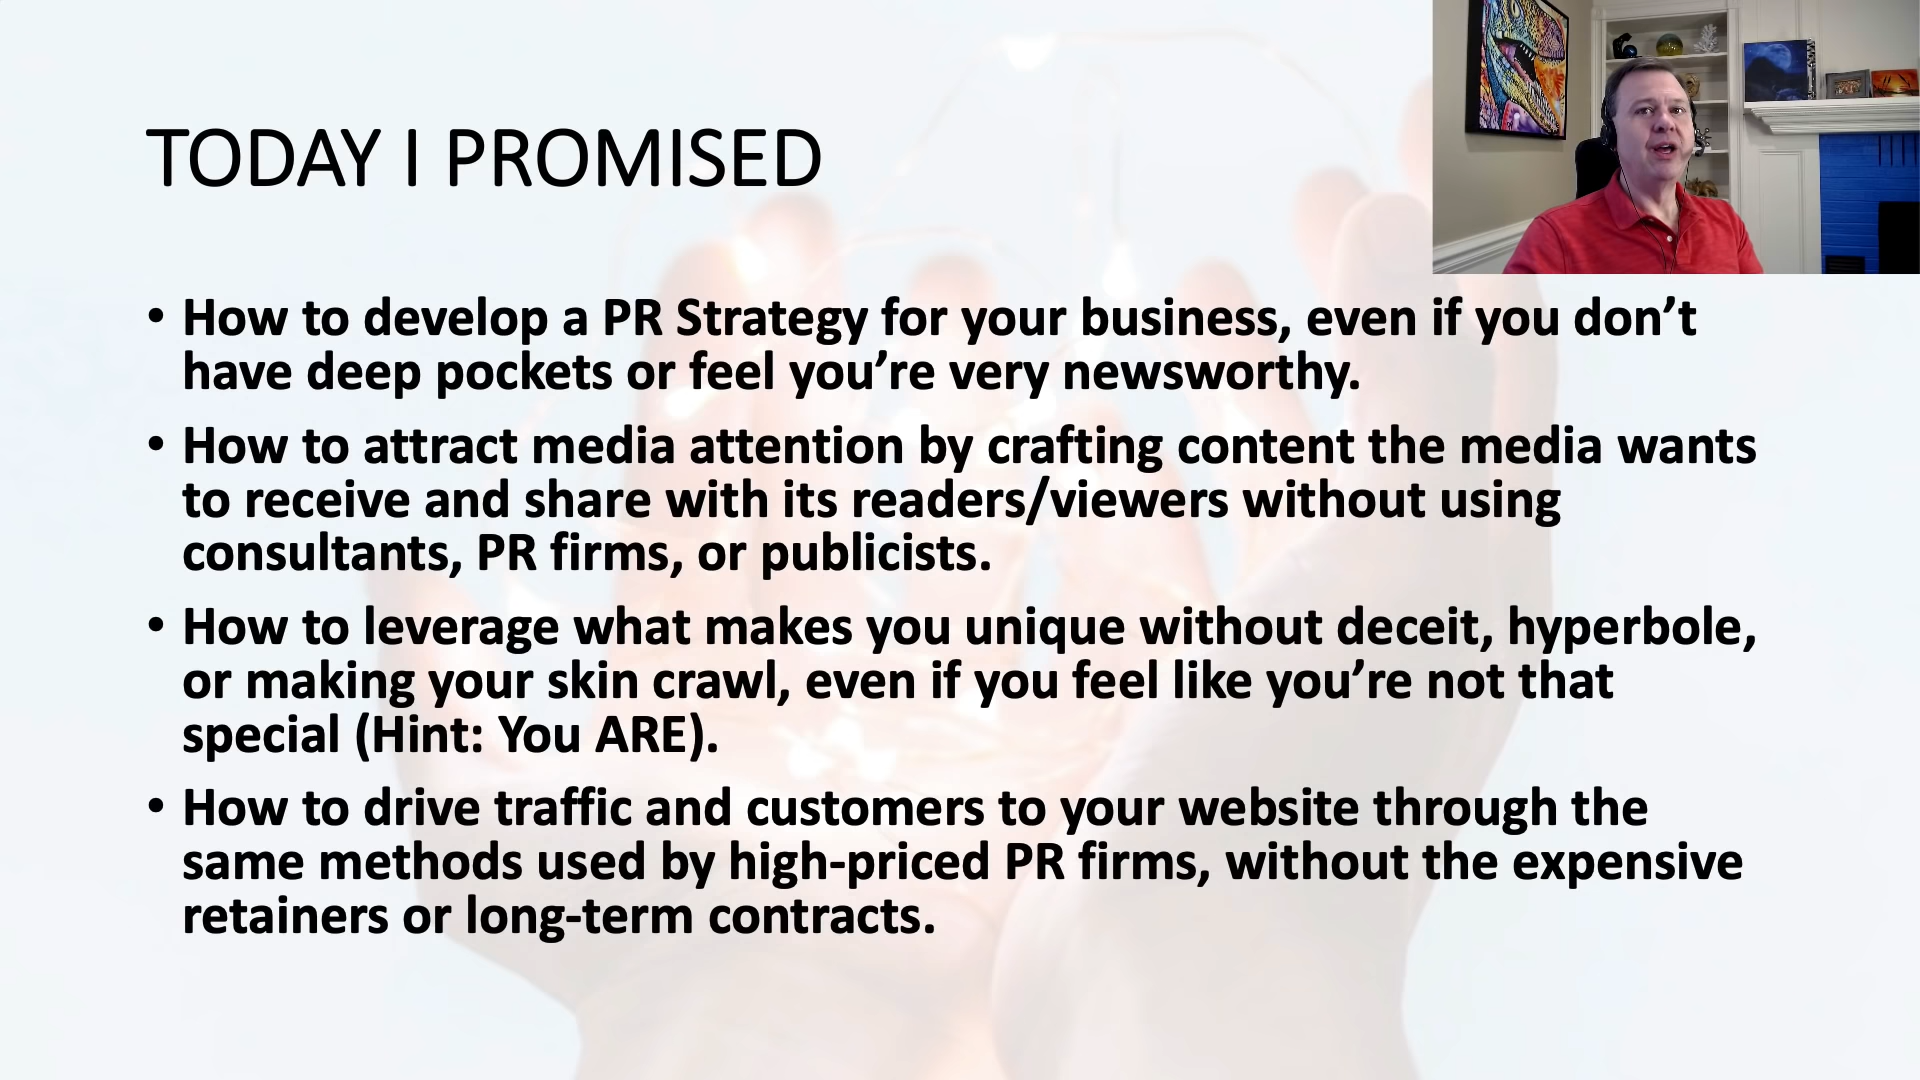 TODAY I PROMISED
• How to develop a PR Strategy for your business, even if you don’t
have deep pockets or feel you’re very newsworthy.
• How to attract media attention by crafting content the media wants
to receive and share with its readers/viewers without using
consultants, PR firms, or publicists.
• How to leverage what makes you unique without deceit, hyperbole,
or making your skin crawl, even if you feel like you’re not that
special (Hint: You ARE).
• How to drive traffic and customers to your website through the
same methods used by high-priced PR firms, without the expensive
retainers or long-term contracts.